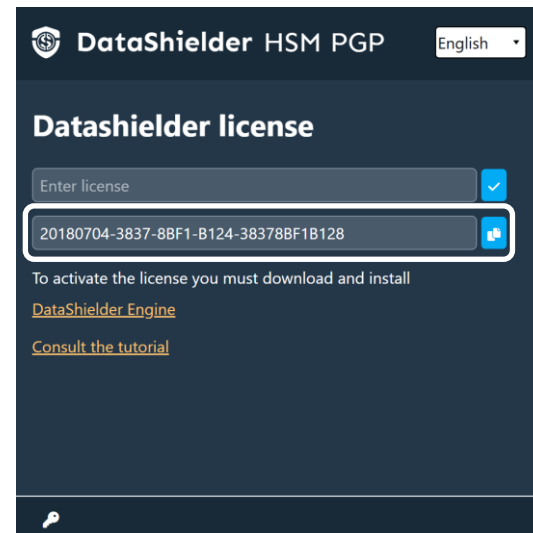 DataShielder HSM PGP
English
Datashielder license
Enter license
20180704-3837-8BF1-B124-38378BF1B128
To activate the license you must download and install
DataShielder Engine
Consult the tutorial